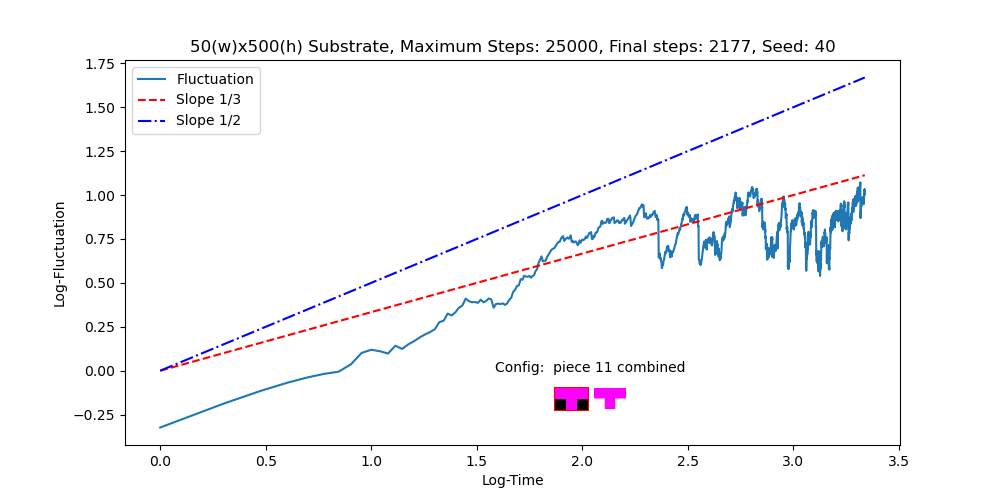 50(w)x500(h) Substrate, Maximum Steps: 25000, Final steps: 2177, Seed: 40
Fluctuation
Slope 1/3
Slope 1/2
1.75
1.50
1.25
1.00
0.75
0.50
0.25
0.00
−0.25
Log-Fluctuation
Config:  piece 11 combined
0.0 0.5 1.0 1.5 2.0 2.5 3.0 3.5
Log-Time